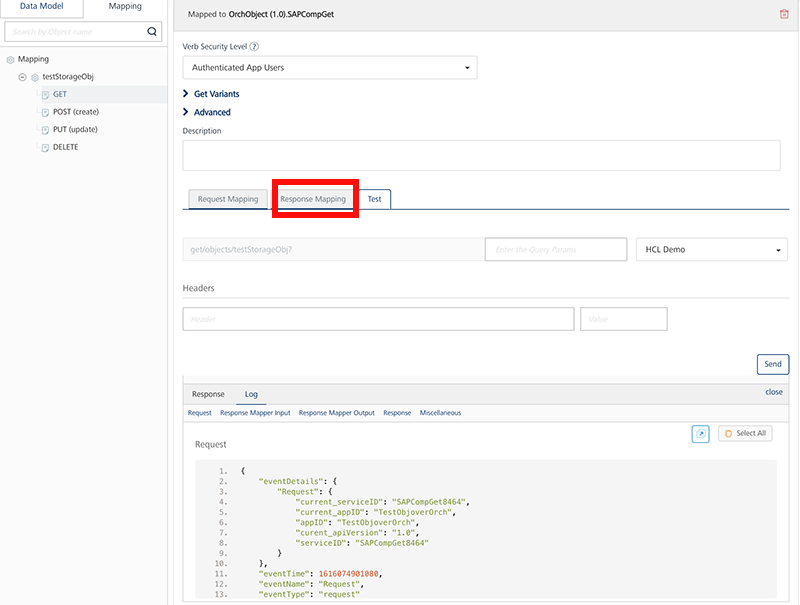 Data Model
Mapping
Search by Object name
Mapping
testStorageObj
GET
POST (create)
PUT (update)
DELETE
Mapped to OrchObject (1.0).SAPCompGet
Verb Security Level ?
Authenticated App Users
Get Variants
Advanced
Description
Request Mapping
Response Mapping
Test
get/objects/testStorageObj?
Enter the Query Params
HCL Demo
Headers
Header
Value
Send
Response
Log
close
Request
Response Mapper Input
Response Mapper Output
Response
Miscellaneous
Select All
Request
1. {
2. "eventDetails": {
3. "Request": {
4. "current_serviceID": "SAPCompGet8464",
5. "current_appID": "TestObjoverOrch",
6. "appID": "TestObjoverOrch",
7. "curent_apiVersion": "1.0",
8. "serviceID": "SAPCompGet8464"
9. }
10. },
11. "eventTime": 1616074901080,
12. "eventName": "Request",
13. "eventType": "request"